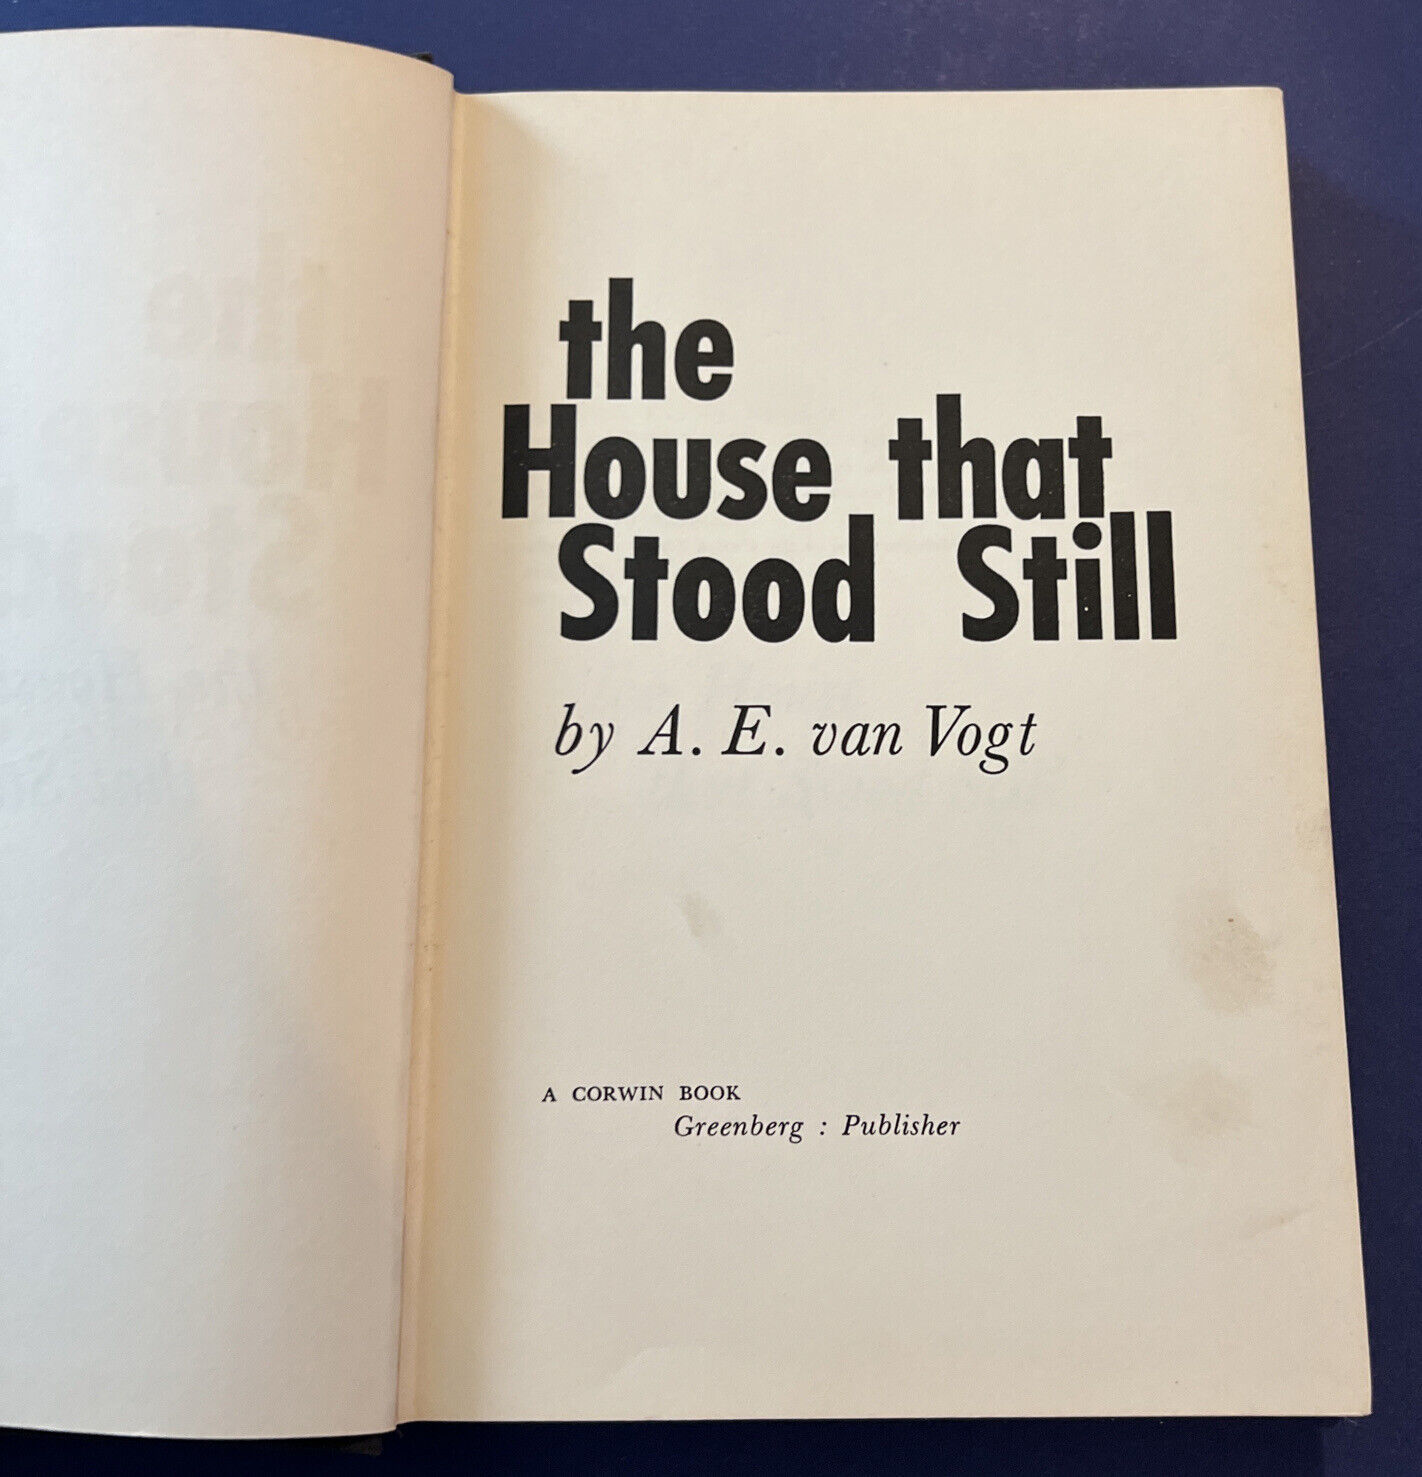 the
House that
Stood Still
by A. E. van Vogt
A CORWIN BOOK
Greenberg : Publisher